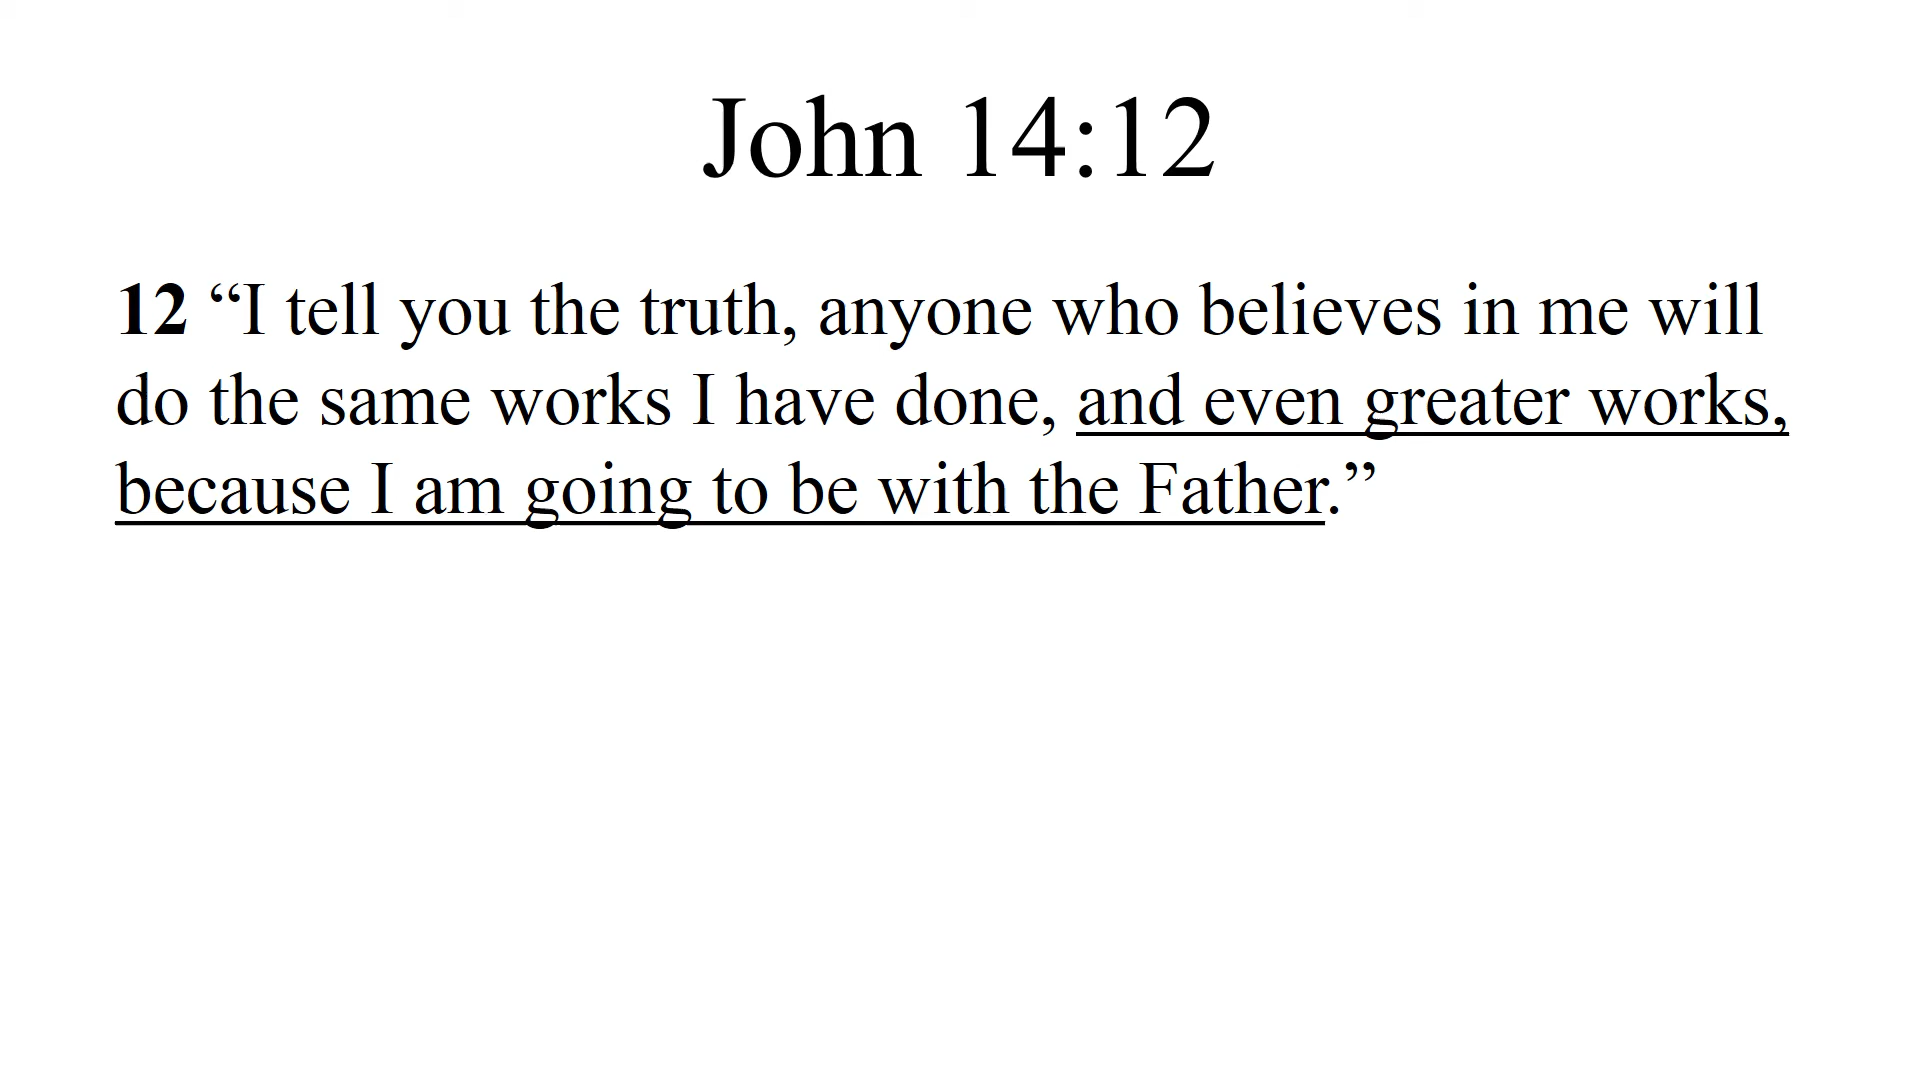 John 14:12
12 “I tell you the truth, anyone who believes in me will
do the same works I have done, and even greater works,
because I am going to be with the Father.”